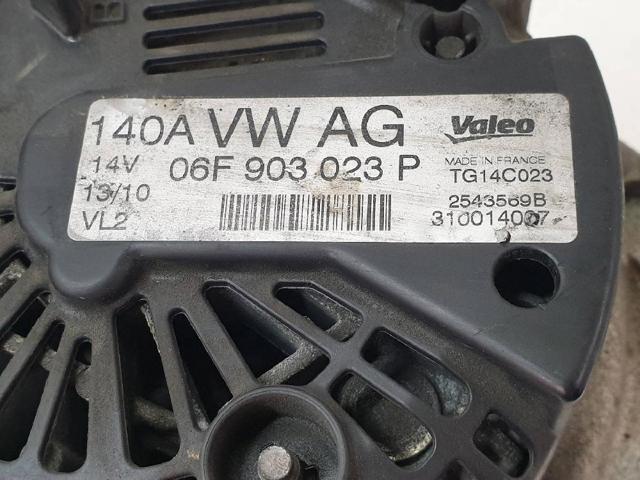 B
140A VW AG Valeo
14V 06F 903 023 P MADE IN FRANCE
TG14C023
13/10 2543569B
VL2 310014007